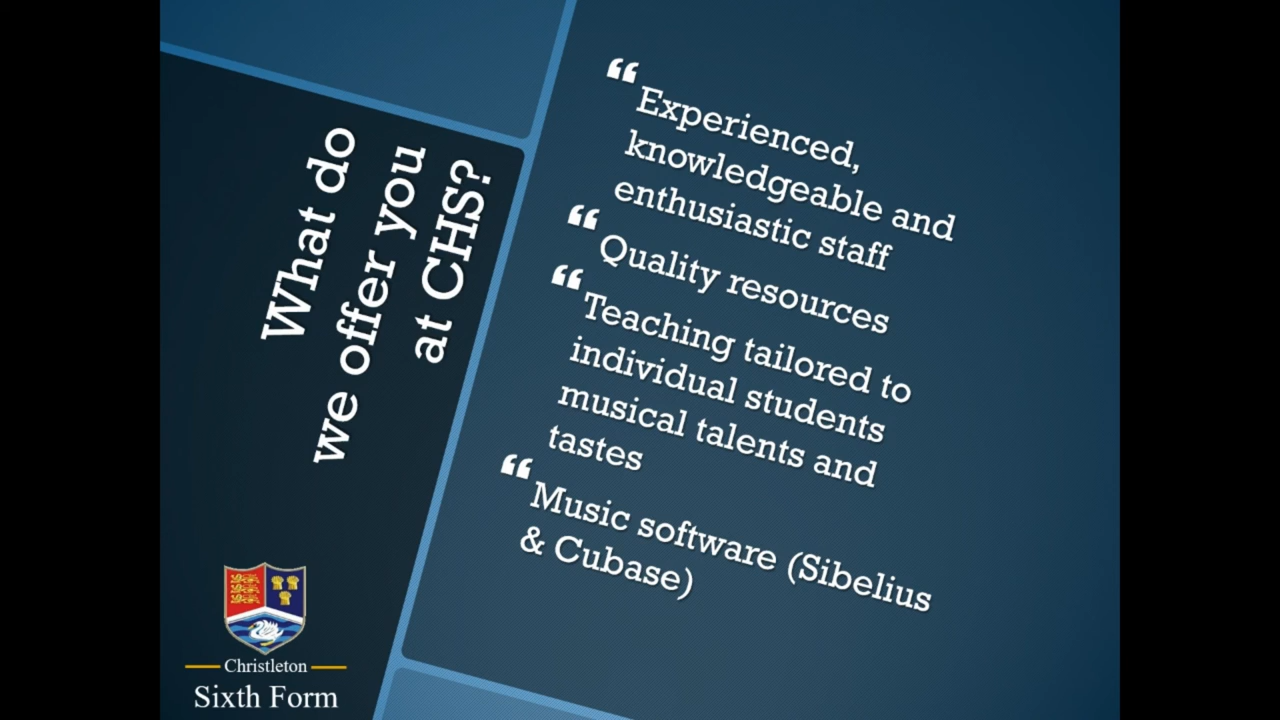 What do
we offer you
at CHS?
“Experienced,
knowledgeable and
enthusiastic staff
“Quality resources
“Teaching tailored to
individual students
musical talents and
tastes
“Music software (Sibelius
& Cubase)
Christleton
Sixth Form